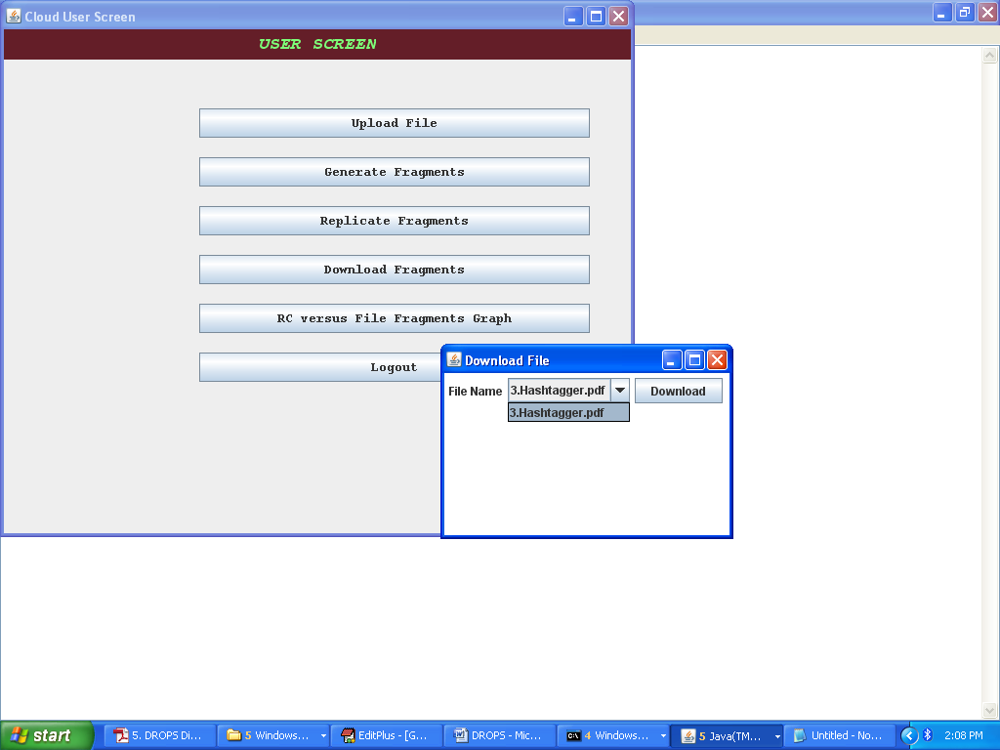 Cloud User Screen
USER SCREEN
Upload File
Generate Fragments
Replicate Fragments
Download Fragments
RC versus File Fragments Graph
Logout
Download File
File Name 3.Hashtagger.pdf Download
3.Hashtagger.pdf
start 5. DROPS Di... 5 Windows... EditPlus - [G... DROPS - Mic... 4 Windows... 5 Java(TM... Untitled - No... 2:08 PM